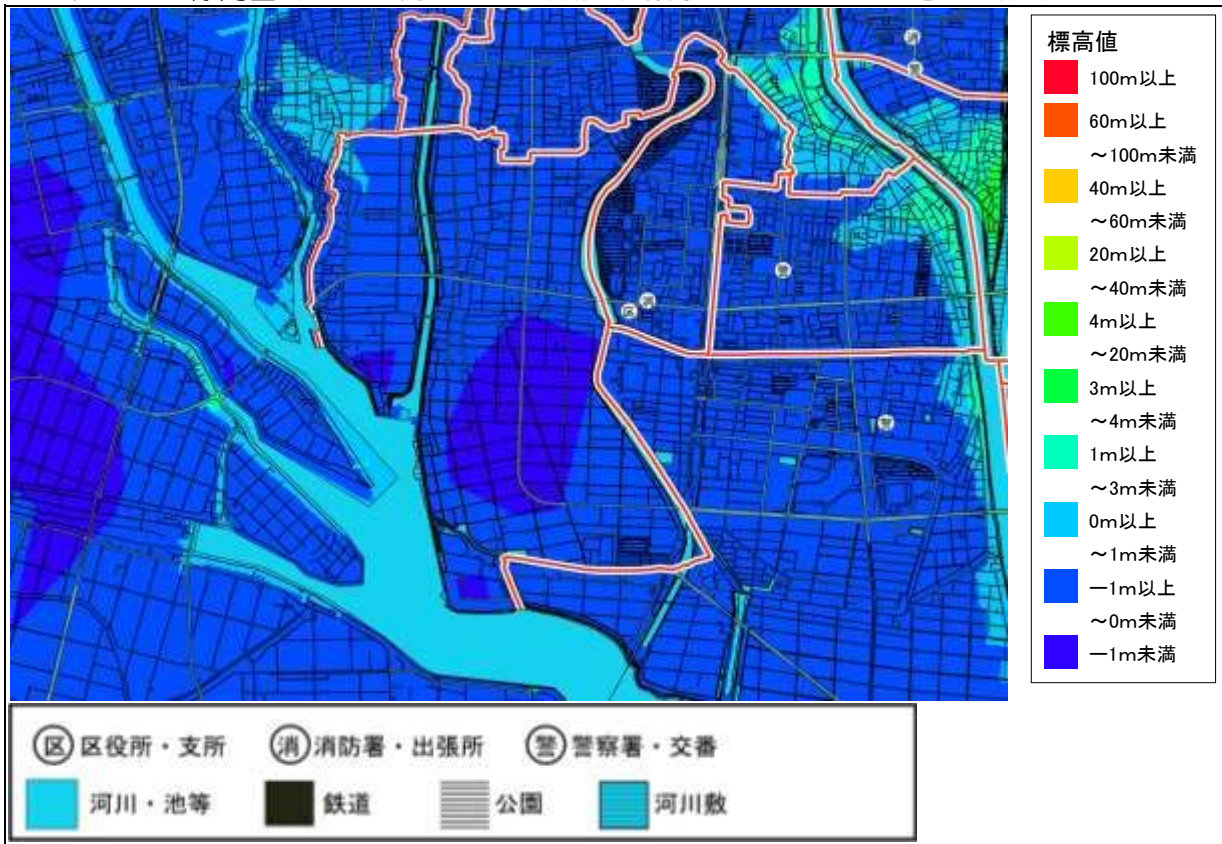 標高値
100m以上
60m以上
～100m未満
40m以上
～60m未満
20m以上
～40m未満
4m以上
～20m未満
3m以上
～4m未満
1m以上
～3m未満
0m以上
～1m未満
－1m以上
～0m未満
－1m未満
消
警
警
区 消
警
区 区役所・支所 消 消防署・出張所 警 警察署・交番
河川・池等 鉄道 公園 河川敷